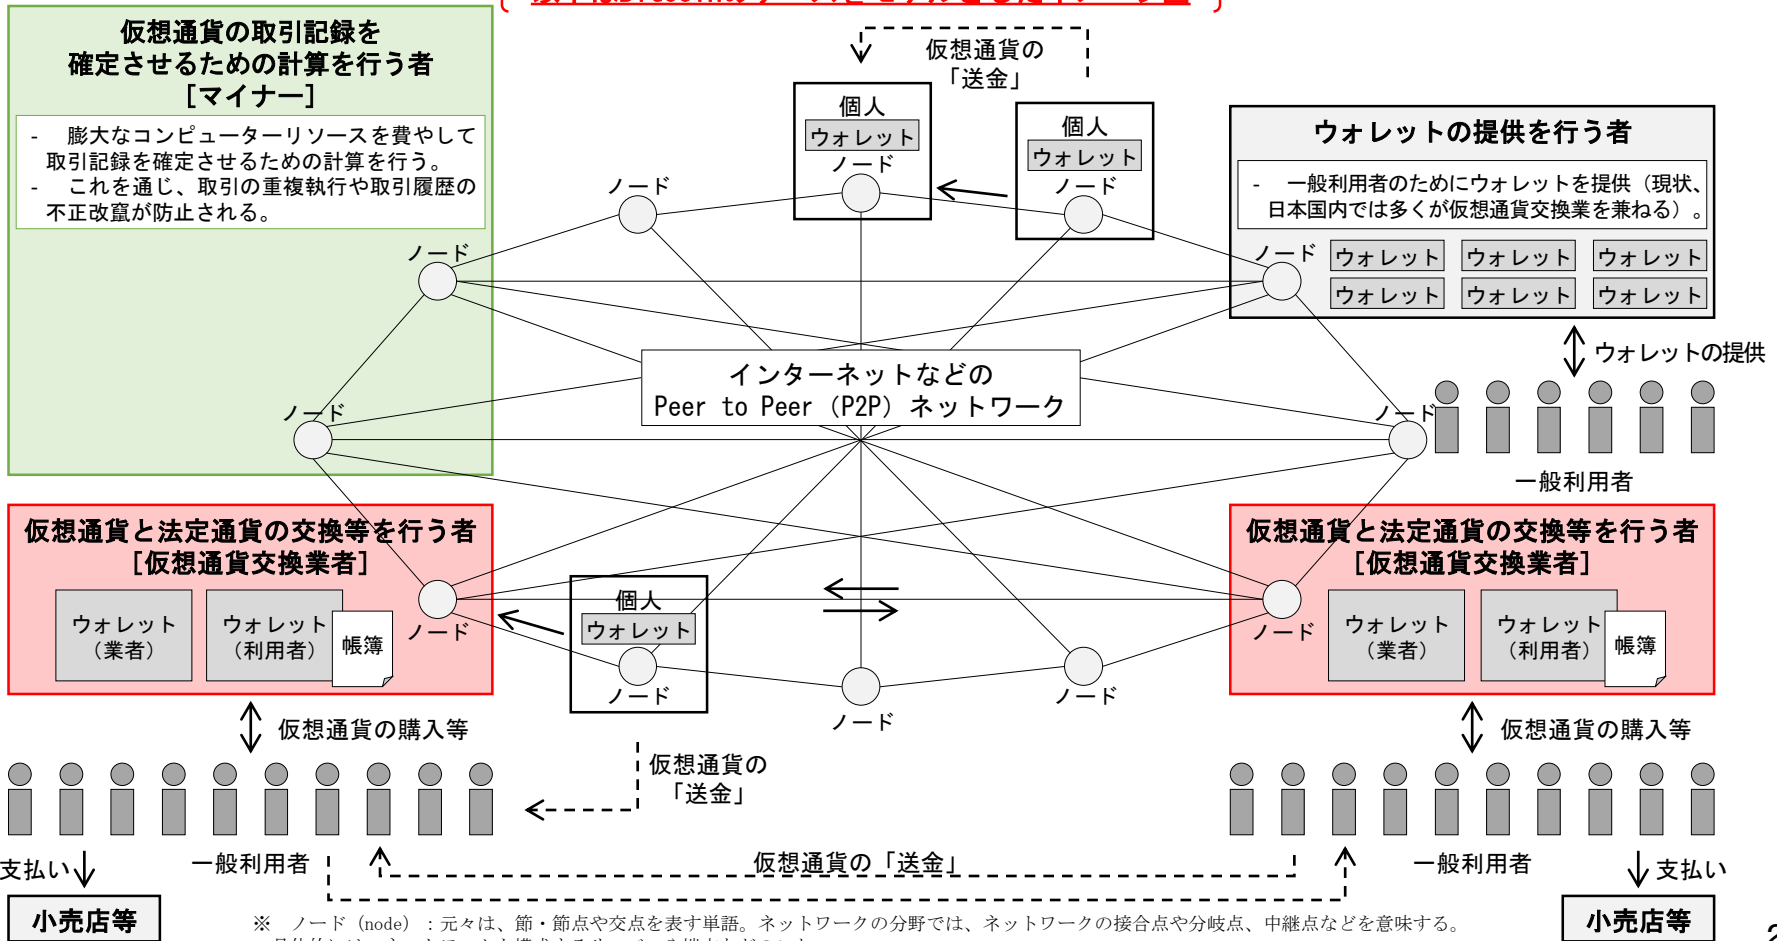 仮想通貨の取引記録を
確定させるための計算を行う者
[マイナー]
- 膨大なコンピューターリソースを費やして
取引記録を確定させるための計算を行う。
- これを通じ、取引の重複執行や取引履歴の
不正改竄が防止される。
仮想通貨の
「送金」
個人
ウォレット
ノード
個人
ウォレット
ノード
ノード
ノード
ノード
ウォレットの提供を行う者
- 一般利用者のためにウォレットを提供（現状、
日本国内では多くが仮想通貨交換業を兼ねる）。
ノード
ウォレット ウォレット ウォレット
ウォレット ウォレット ウォレット
ウォレットの提供
ノード
一般利用者
インターネットなどの
Peer to Peer（P2P）ネットワーク
仮想通貨と法定通貨の交換等を行う者
[仮想通貨交換業者]
ウォレット
（業者）
ウォレット
（利用者）
帳簿
ノード
個人
ウォレット
ノード
ノード
ノード
仮想通貨と法定通貨の交換等を行う者
[仮想通貨交換業者]
ノード
ウォレット
（業者）
ウォレット
（利用者）
帳簿
仮想通貨の購入等
仮想通貨の
「送金」
仮想通貨の購入等
支払い
一般利用者
仮想通貨の「送金」
一般利用者
支払い
小売店等
小売店等
※ ノード（node）：元々は、節・節点や交点を表す単語。ネットワークの分野では、ネットワークの接合点や分岐点、中継点などを意味する。